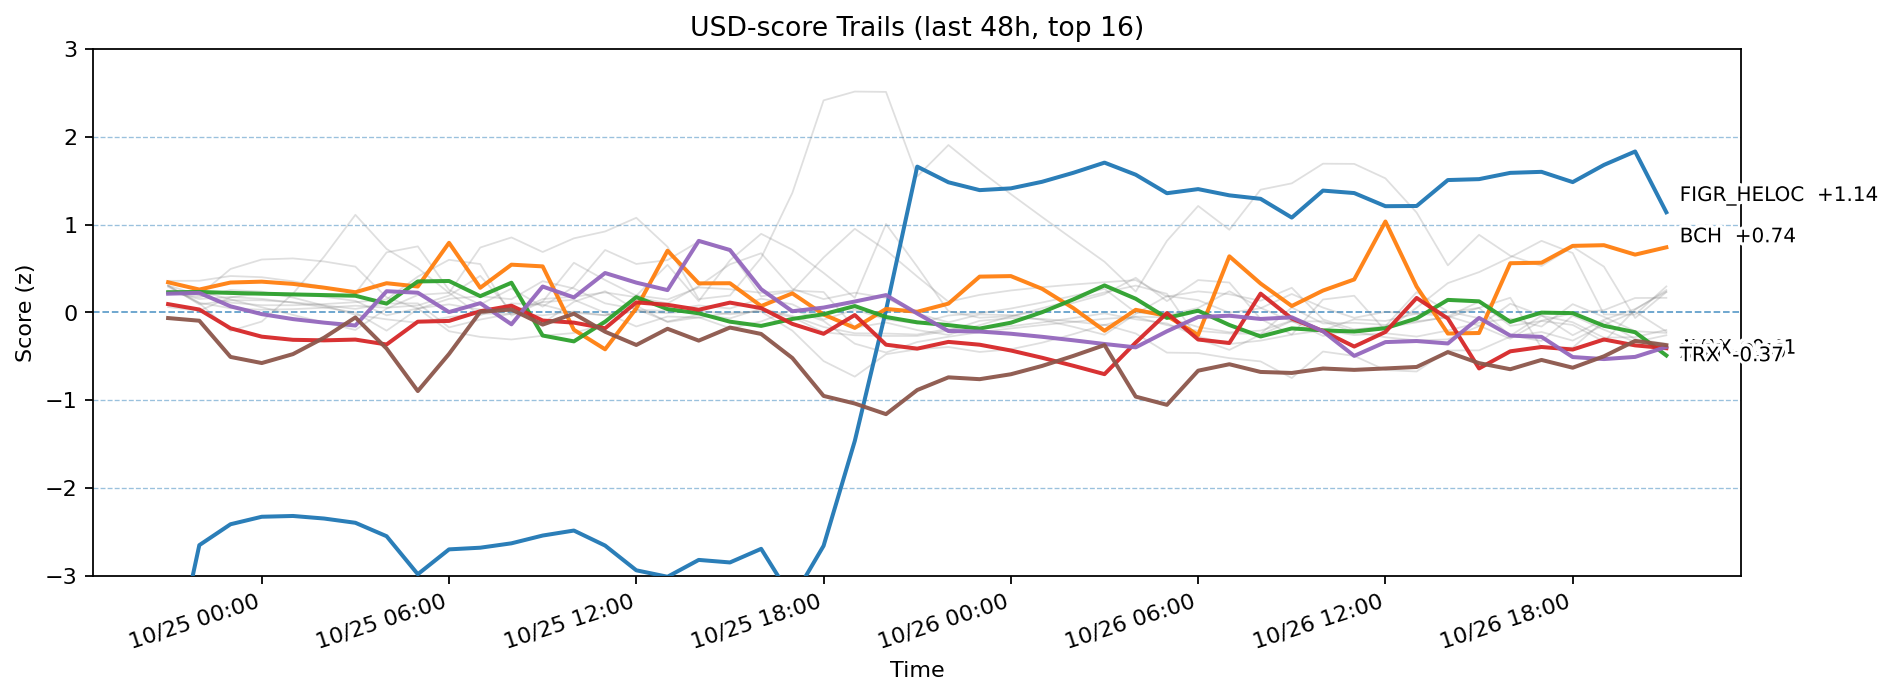 USD-score Trails (last 48h, top 16)
Score (z)
3
2
1
0
−1
−2
−3
FIGR_HELOC +1.14
BCH +0.74
TRX -0.37
10/25 00:00
10/25 06:00
10/25 12:00
10/25 18:00
10/26 00:00
10/26 06:00
10/26 12:00
10/26 18:00
Time